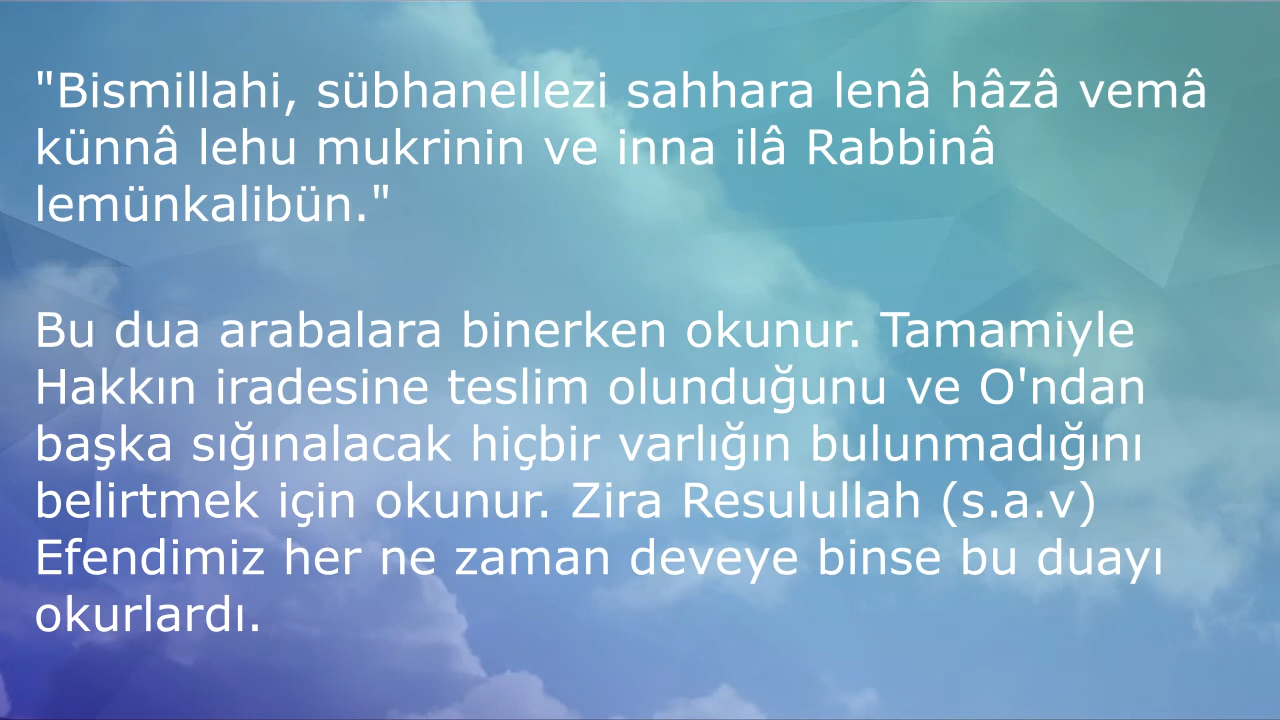 "Bismillahi, sübhanellezi sahhara lenâ hâzâ vemâ
künnâ lehu mukrinin ve inna ilâ Rabbinâ
lemünkalibün."
Bu dua arabalara binerken okunur. Tamamiyle
Hakkın iradesine teslim olunduğunu ve O'ndan
başka sığınalacak hiçbir varlığın bulunmadığını
belirtmek için okunur. Zira Resulullah (s.a.v)
Efendimiz her ne zaman deveye binse bu duayı
okurlardı.